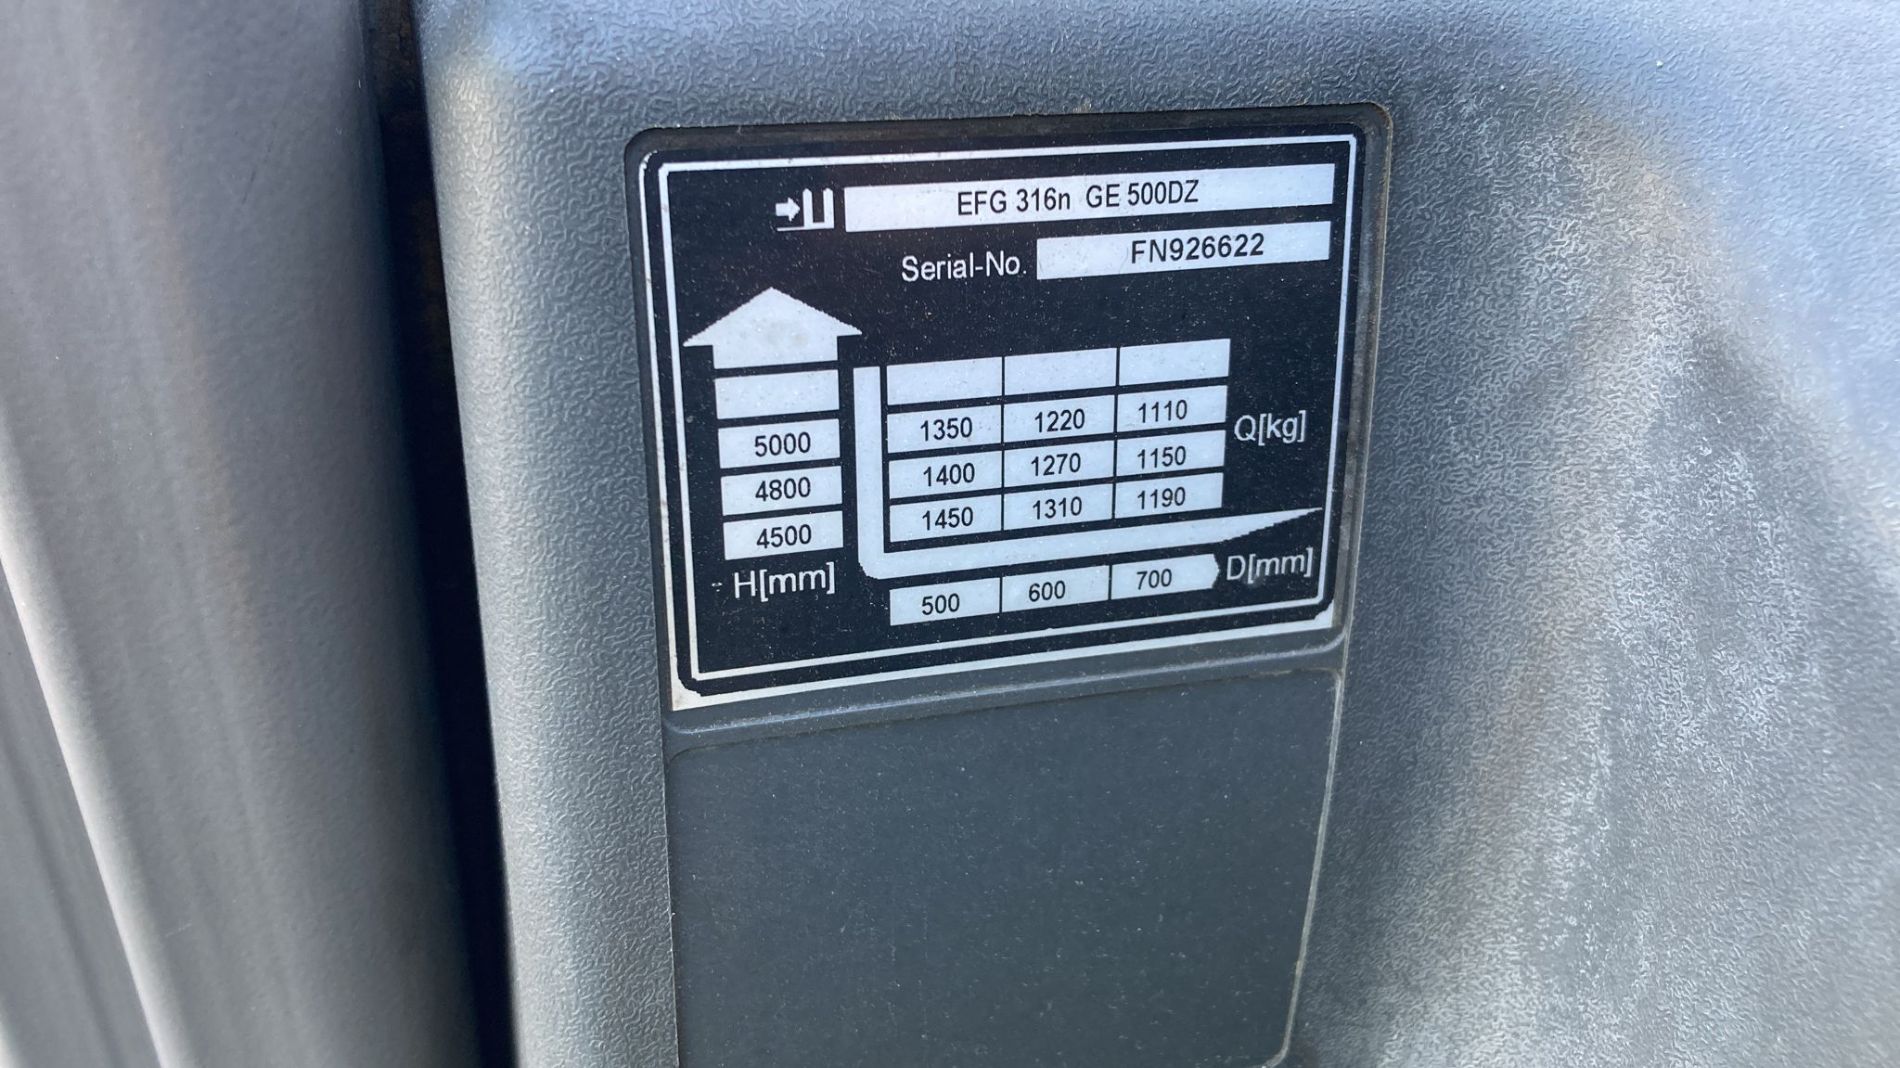 EFG 316n GE 500DZ
Serial-No. FN926622
5000 1350 1220 1110 Q[kg]
4800 1400 1270 1150
4500 1450 1310 1190
H[mm] 500 600 700 D[mm]